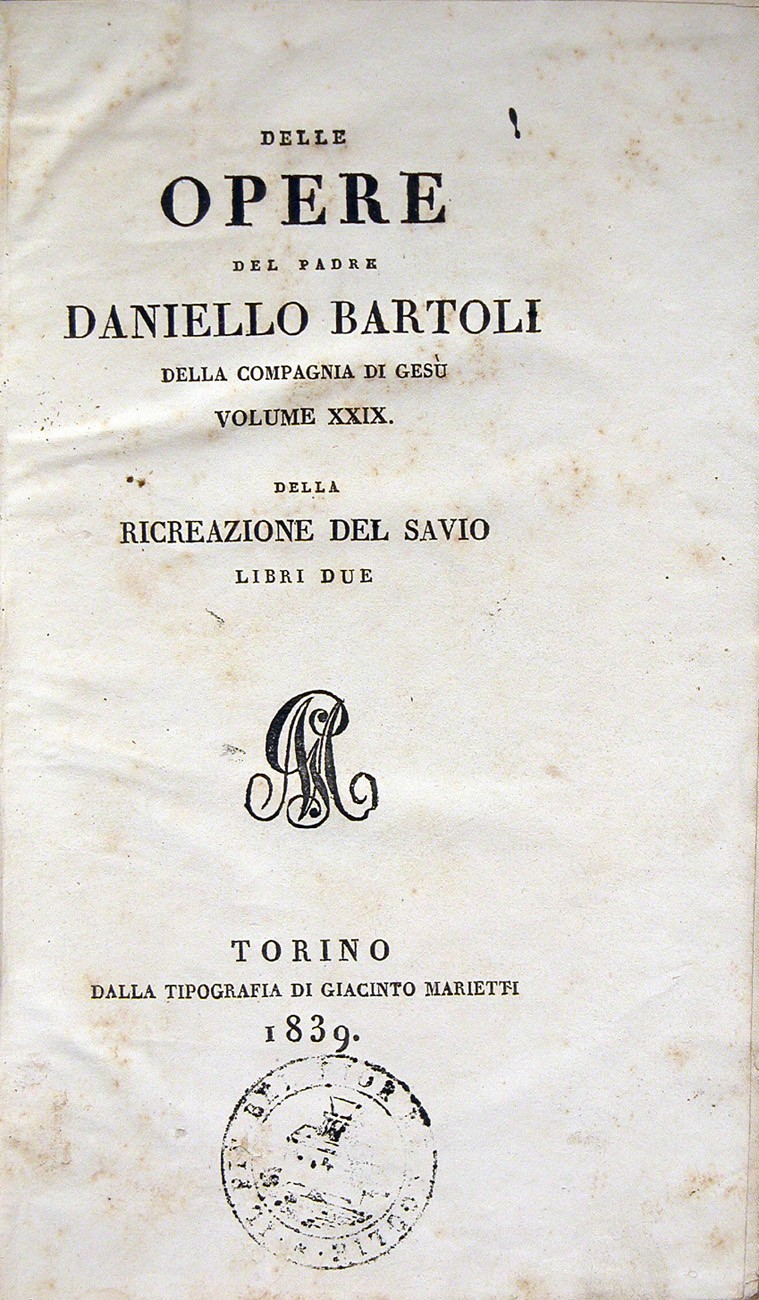 DELLE
OPERE
DEL PADRE
DANIELLO BARTOLI
DELLA COMPAGNIA DI GESÙ
VOLUME XXIX.
DELLA
RICREAZIONE DEL SAVIO
LIBRI DUE
TORINO
DALLA TIPOGRAFIA DI GIACINTO MARIETTI
1839.